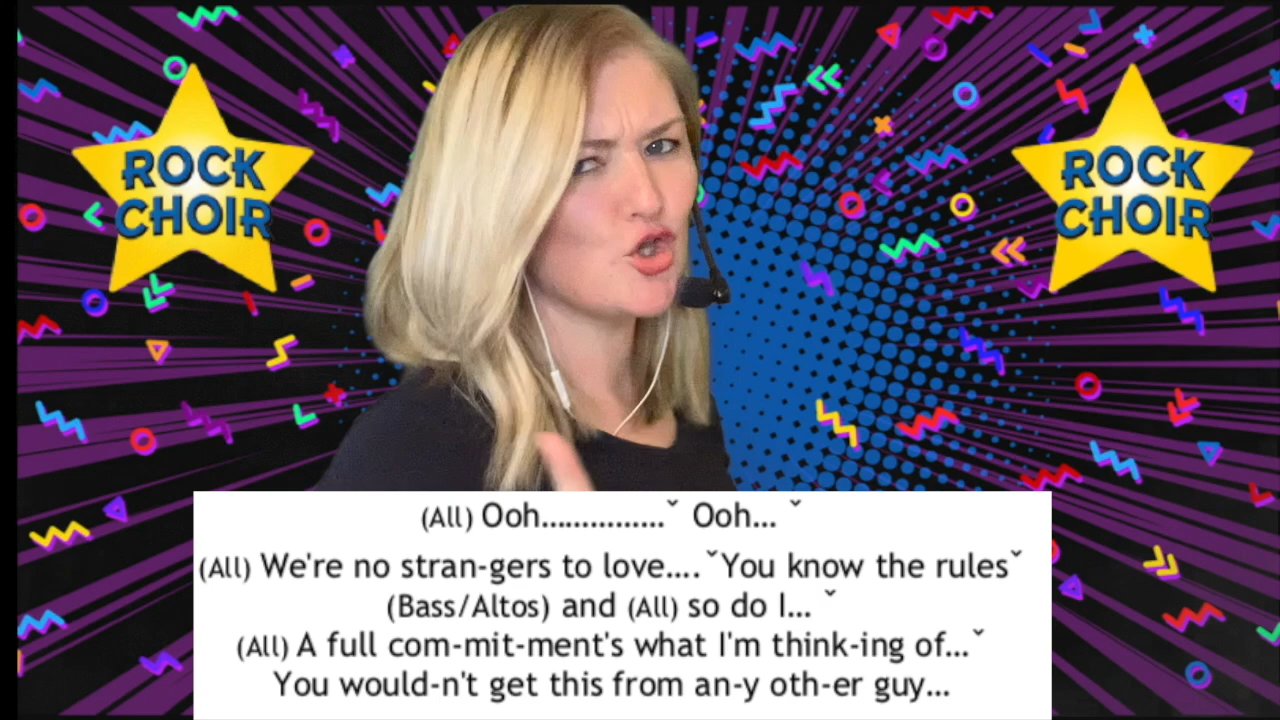 ROCK
CHOIR
ROCK
CHOIR
(All) Ooh...............ˇ Ooh... ˇ
(All) We're no stran-gers to love....ˇYou know the rulesˇ
(Bass/Altos) and (All) so do I... ˇ
(All) A full com-mit-ment's what I'm think-ing of...ˇ
You would-n't get this from an-y oth-er guy...